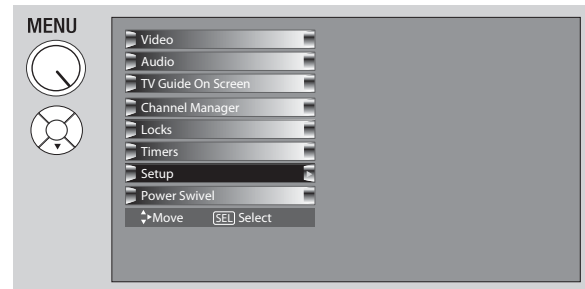 MENU
Video
Audio
TV Guide On Screen
Channel Manager
Locks
Timers
Setup
Power Swivel
Move SEL Select